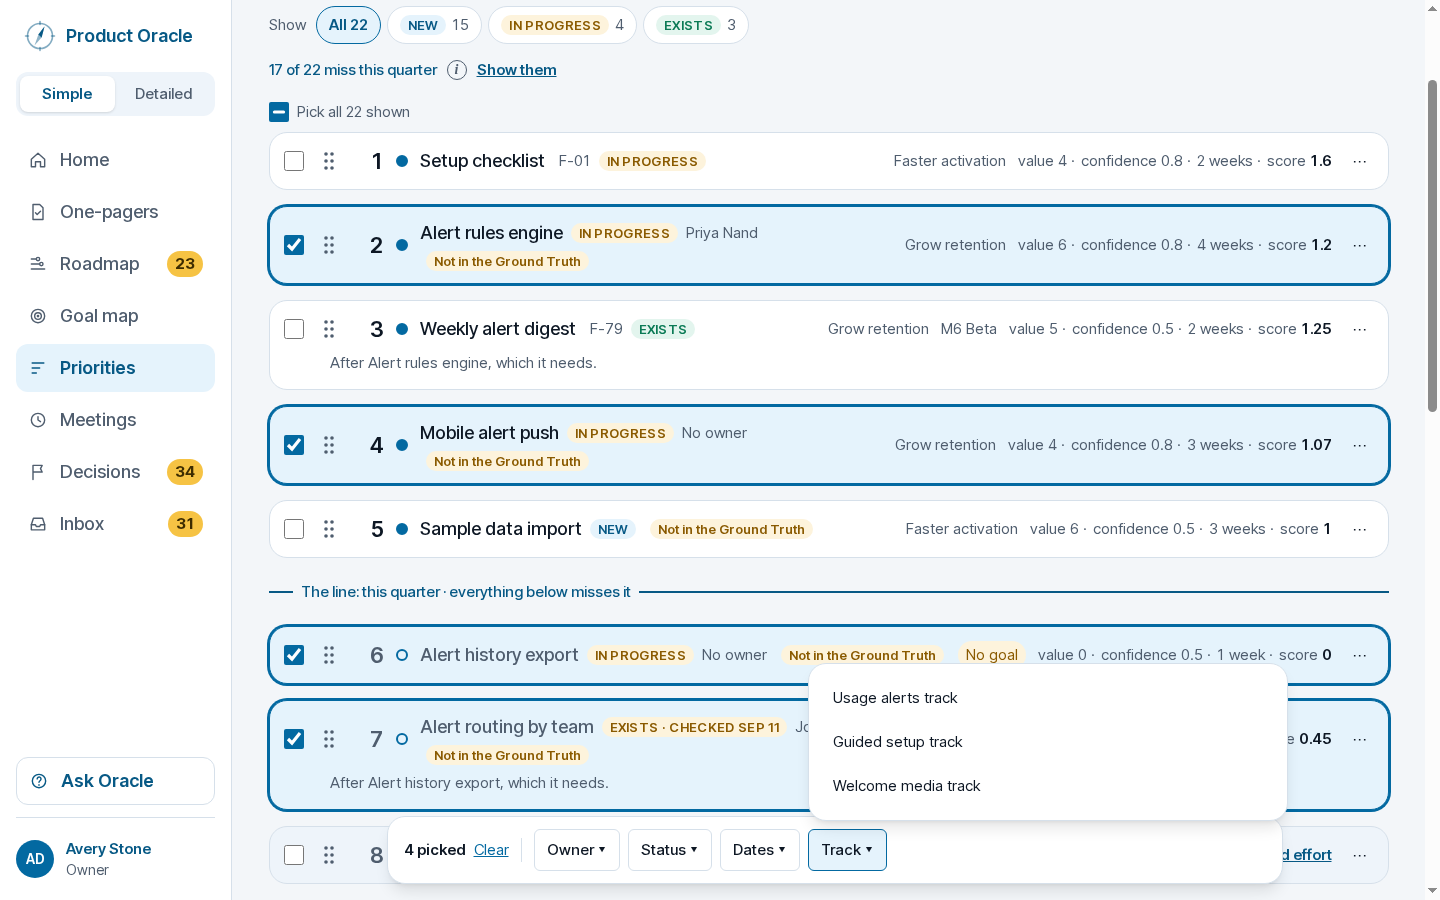 Product Oracle
Simple Detailed
Home
One-pagers
Roadmap 23
Goal map
Priorities
Meetings
Decisions 34
Inbox 31
Ask Oracle
AD Avery Stone
Owner
Show All 22 NEW 15 IN PROGRESS 4 EXISTS 3
17 of 22 miss this quarter i Show them
Pick all 22 shown
1 Setup checklist F-01 IN PROGRESS Faster activation value 4 · confidence 0.8 · 2 weeks · score 1.6 ···
2 Alert rules engine IN PROGRESS Priya Nand Grow retention value 6 · confidence 0.8 · 4 weeks · score 1.2 ···
Not in the Ground Truth
3 Weekly alert digest F-79 EXISTS Grow retention M6 Beta value 5 · confidence 0.5 · 2 weeks · score 1.25 ···
After Alert rules engine, which it needs.
4 Mobile alert push IN PROGRESS No owner Grow retention value 4 · confidence 0.8 · 3 weeks · score 1.07 ···
Not in the Ground Truth
5 Sample data import NEW Not in the Ground Truth Faster activation value 6 · confidence 0.5 · 3 weeks · score 1 ···
The line: this quarter · everything below misses it
6 Alert history export IN PROGRESS No owner Not in the Ground Truth No goal value 0 · confidence 0.5 · 1 week · score 0 ···
7 Alert routing by team EXISTS · CHECKED SEP 11 0.45 ···
Not in the Ground Truth
After Alert history export, which it needs.
Usage alerts track
Guided setup track
Welcome media track
8 effort ···
4 picked Clear Owner ▾ Status ▾ Dates ▾ Track ▾